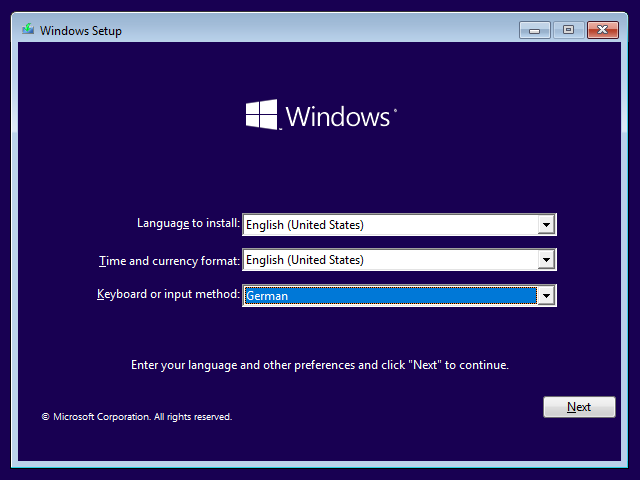 Windows Setup
Windows
Language to install: English (United States)
Time and currency format: English (United States)
Keyboard or input method: German
Enter your language and other preferences and click "Next" to continue.
Next
© Microsoft Corporation. All rights reserved.